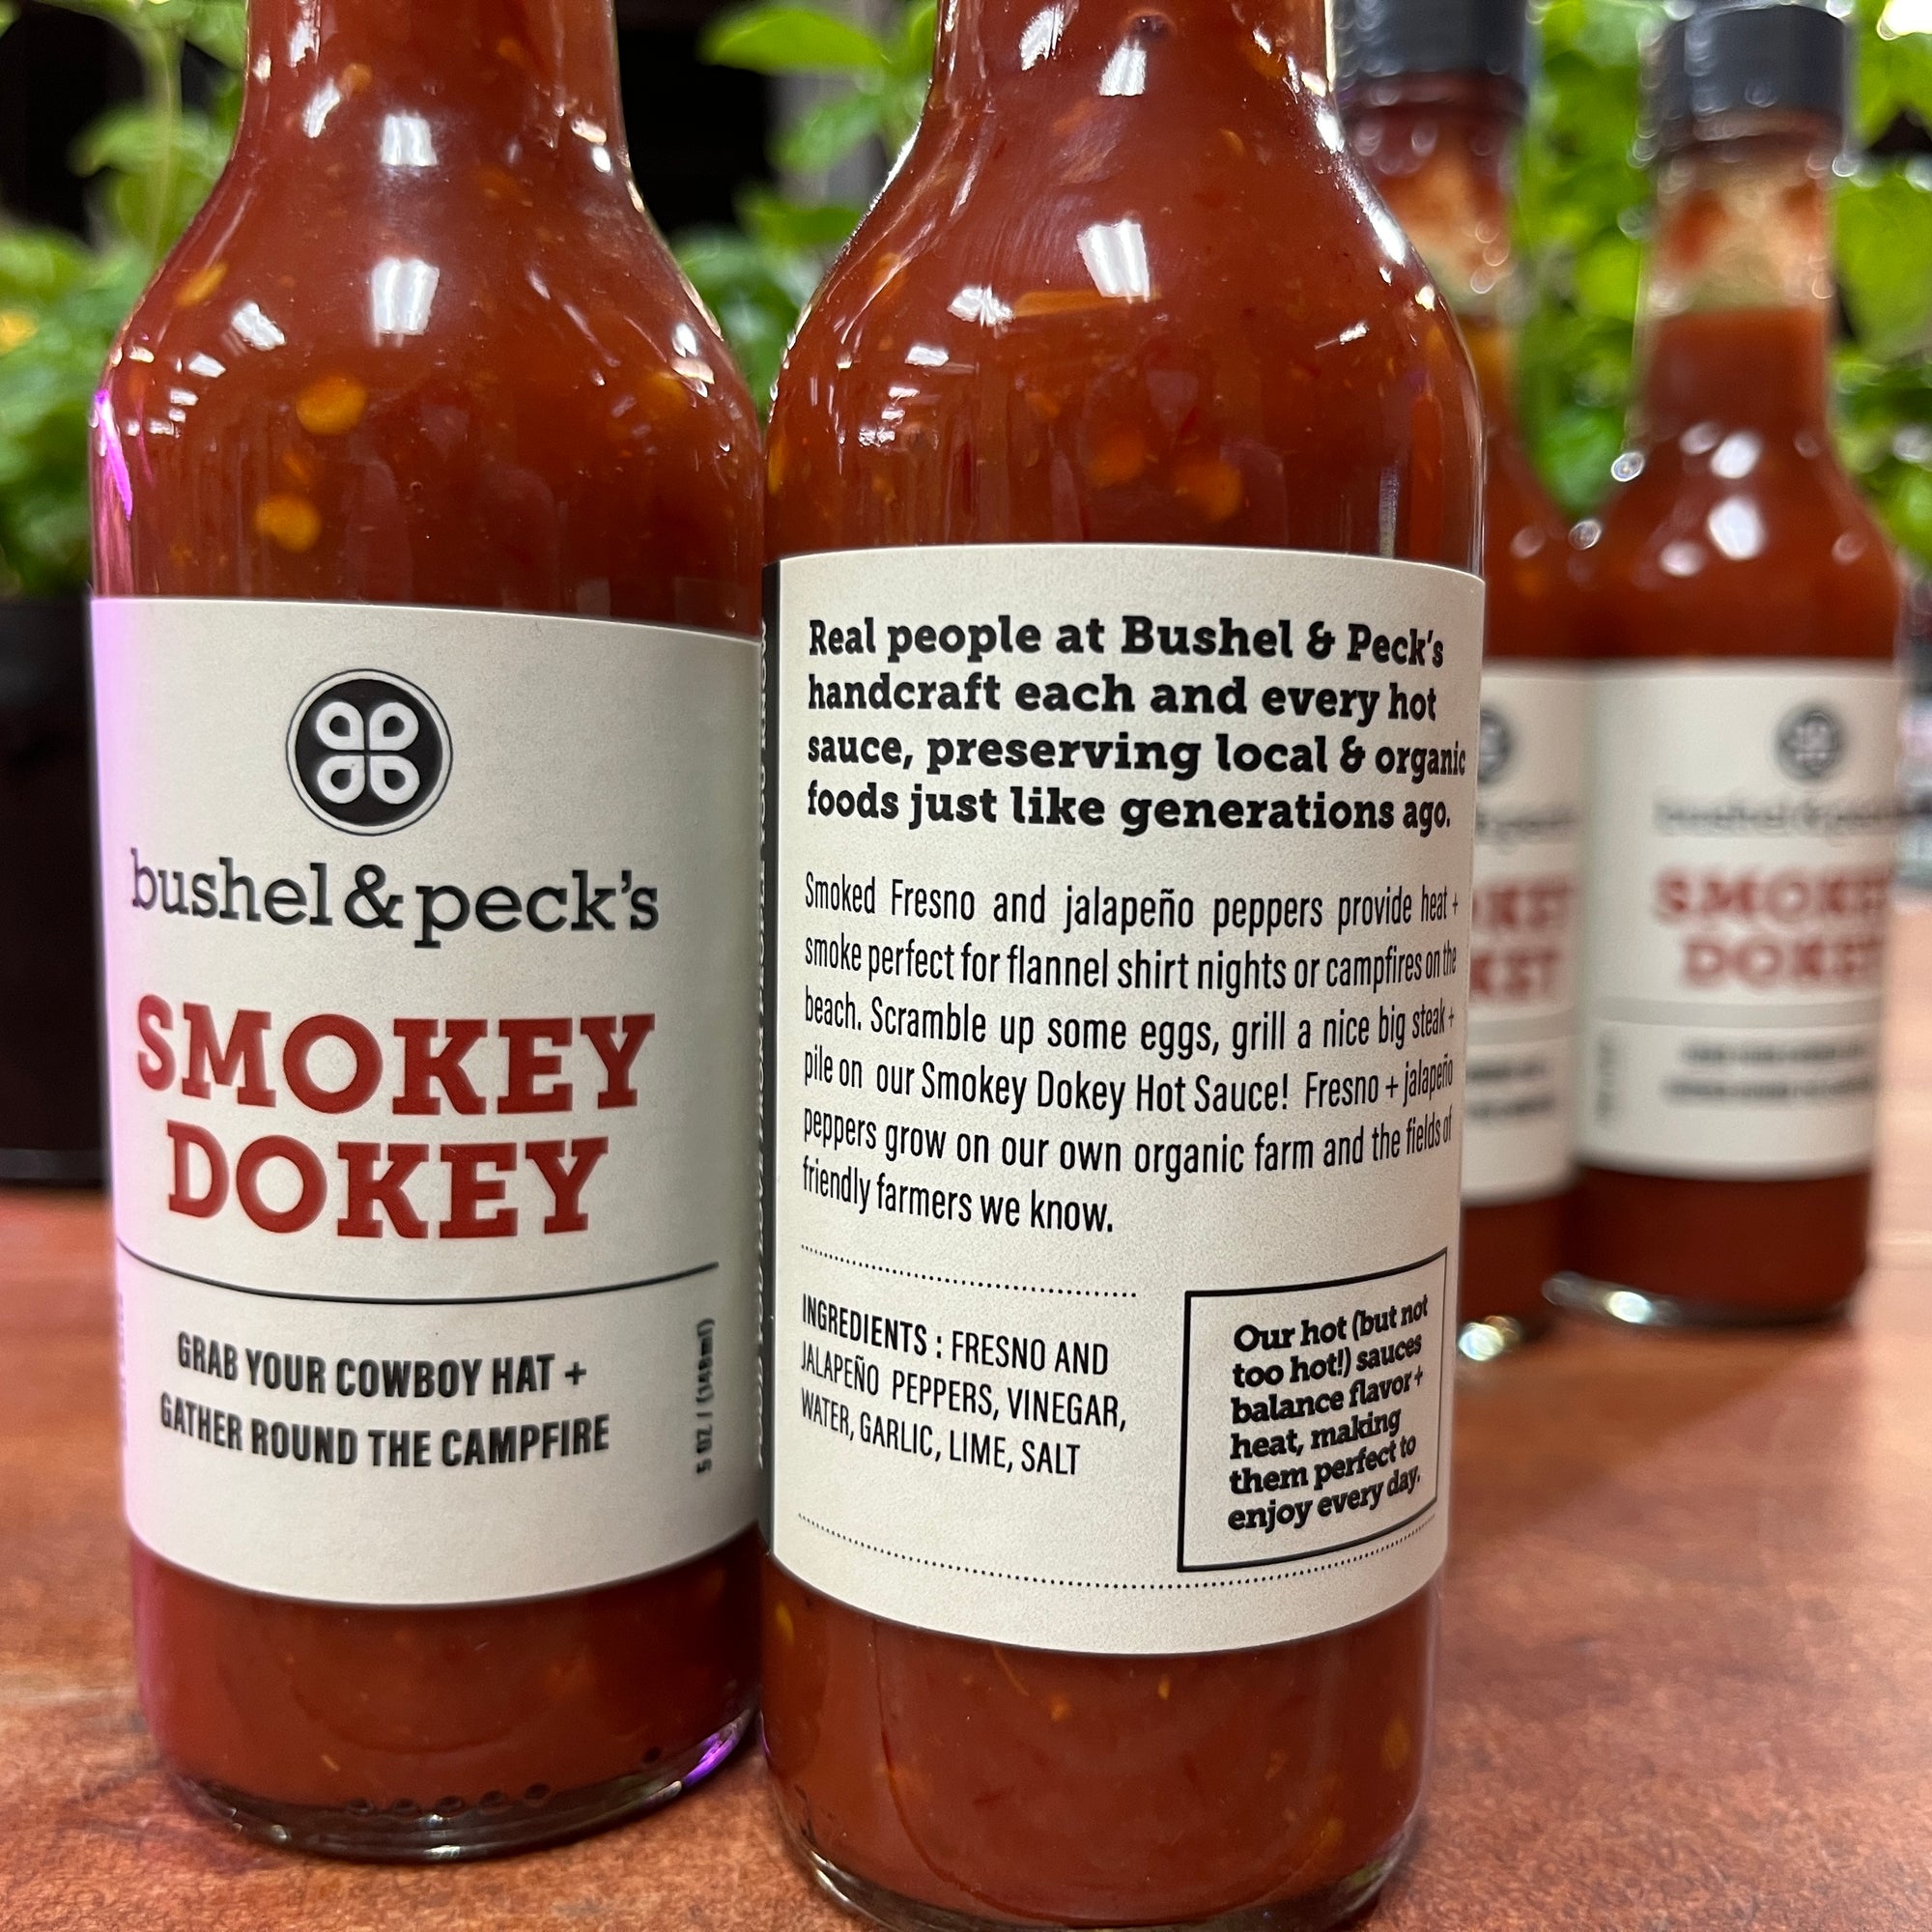 bushel & peck's
SMOKEY
DOKEY
GRAB YOUR COWBOY HAT +
GATHER ROUND THE CAMPFIRE
5 OZ / (148ml)
Real people at Bushel & Peck's
handcraft each and every hot
sauce, preserving local & organic
foods just like generations ago.
Smoked Fresno and jalapeño peppers provide heat +
smoke perfect for flannel shirt nights or campfires on the
beach. Scramble up some eggs, grill a nice big steak +
pile on our Smokey Dokey Hot Sauce! Fresno + jalapeño
peppers grow on our own organic farm and the fields of
friendly farmers we know.
INGREDIENTS : FRESNO AND
JALAPEÑO PEPPERS, VINEGAR,
WATER, GARLIC, LIME, SALT
Our hot (but not
too hot!) sauces
balance flavor +
heat, making
them perfect to
enjoy every day.
SMOKEY
DOKEY